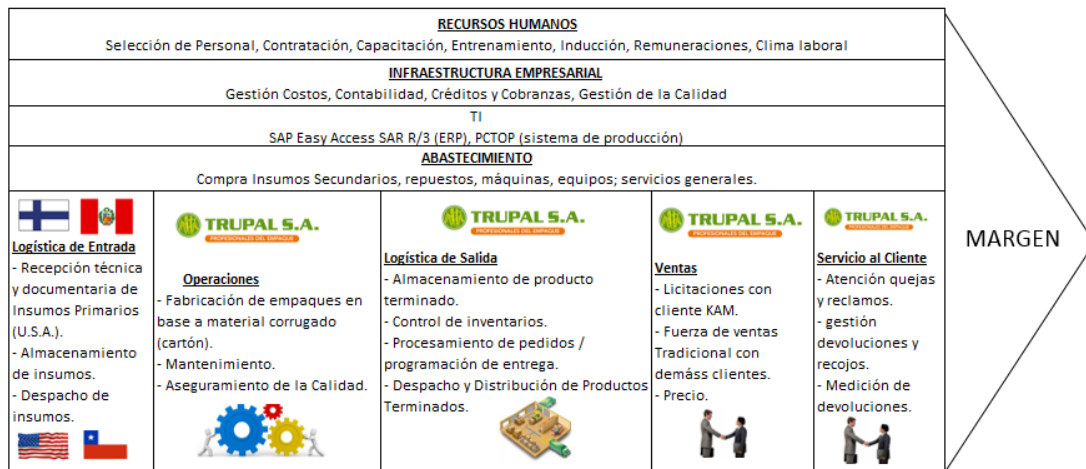 RECURSOS HUMANOS
Selección de Personal, Contratación, Capacitación, Entrenamiento, Inducción, Remuneraciones, Clima laboral
INFRAESTRUCTURA EMPRESARIAL
Gestión Costos, Contabilidad, Créditos y Cobranzas, Gestión de la Calidad
TI
SAP Easy Access SAR R/3 (ERP), PCTOP (sistema de producción)
ABASTECIMIENTO
Compra Insumos Secundarios, repuestos, máquinas, equipos; servicios generales.
Logística de Entrada
- Recepción técnica
y documentaria de
Insumos Primarios
(U.S.A.).
- Almacenamiento
de insumos.
- Despacho de
insumos.
TRUPAL S.A.
PROFESIONALES DEL EMPAQUE
Operaciones
- Fabricación de empaques en
base a material corrugado
(cartón).
- Mantenimiento.
- Aseguramiento de la Calidad.
TRUPAL S.A.
PROFESIONALES DEL EMPAQUE
Logística de Salida
- Almacenamiento de producto
terminado.
- Control de inventarios.
- Procesamiento de pedidos /
programación de entrega.
- Despacho y Distribución de Productos
Terminados.
TRUPAL S.A.
PROFESIONALES DEL EMPAQUE
Ventas
- Licitaciones con
cliente KAM.
- Fuerza de ventas
Tradicional con
demáss clientes.
- Precio.
TRUPAL S.A.
PROFESIONALES DEL EMPAQUE
Servicio al Cliente
- Atención quejas
y reclamos.
- gestión
devoluciones y
recojos.
- Medición de
devoluciones.
MARGEN